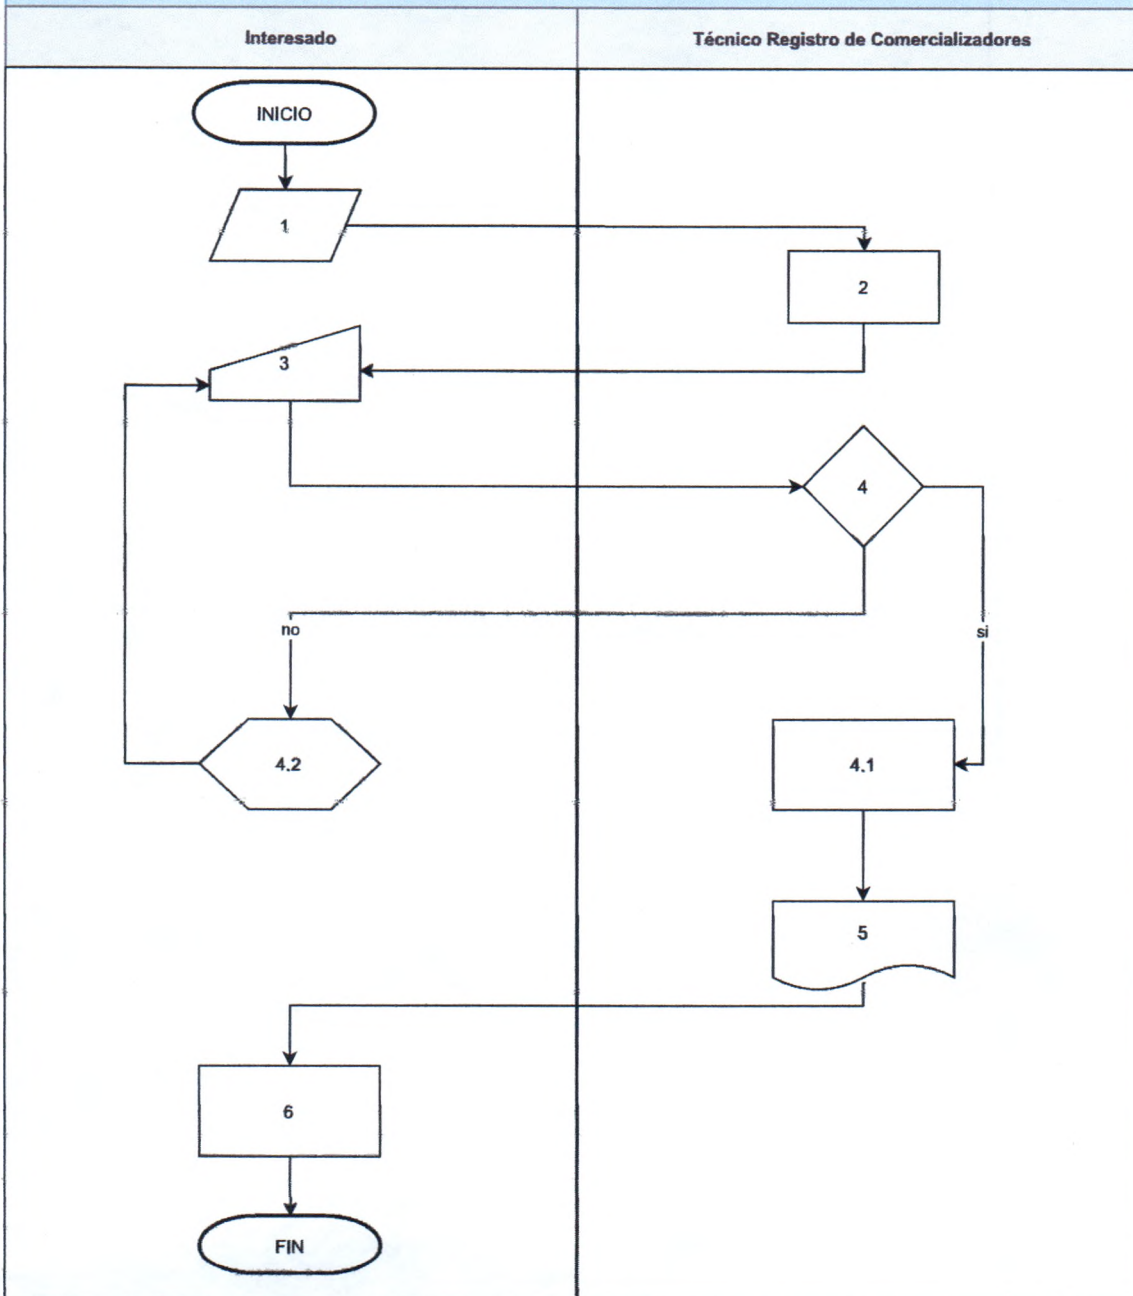 Interesado
Técnico Registro de Comercializadores
INICIO
1
2
3
4
no
si
4.2
4.1
5
6
FIN